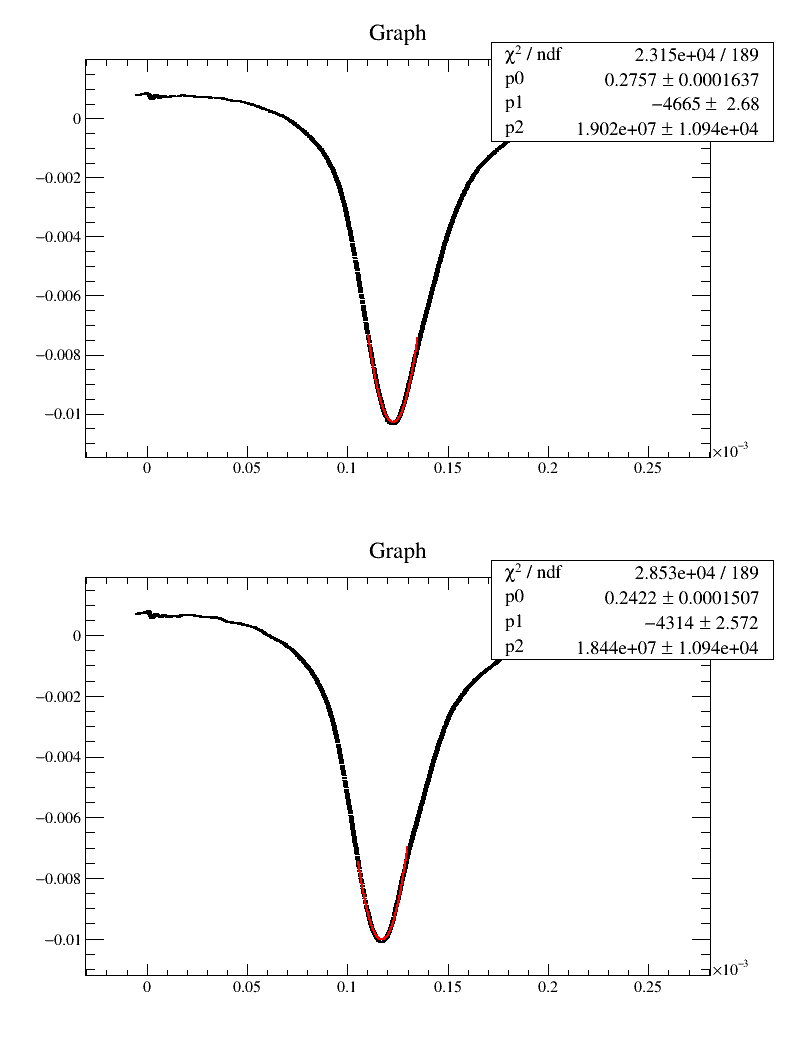 Graph
χ² / ndf 2.315e+04 / 189
p0 0.2757 ± 0.0001637
p1 −4665 ± 2.68
p2 1.902e+07 ± 1.094e+04
0
−0.002
−0.004
−0.006
−0.008
−0.01
×10⁻³
0 0.05 0.1 0.15 0.2 0.25
Graph
χ² / ndf 2.853e+04 / 189
p0 0.2422 ± 0.0001507
p1 −4314 ± 2.572
p2 1.844e+07 ± 1.094e+04
0
−0.002
−0.004
−0.006
−0.008
−0.01
×10⁻³
0 0.05 0.1 0.15 0.2 0.25